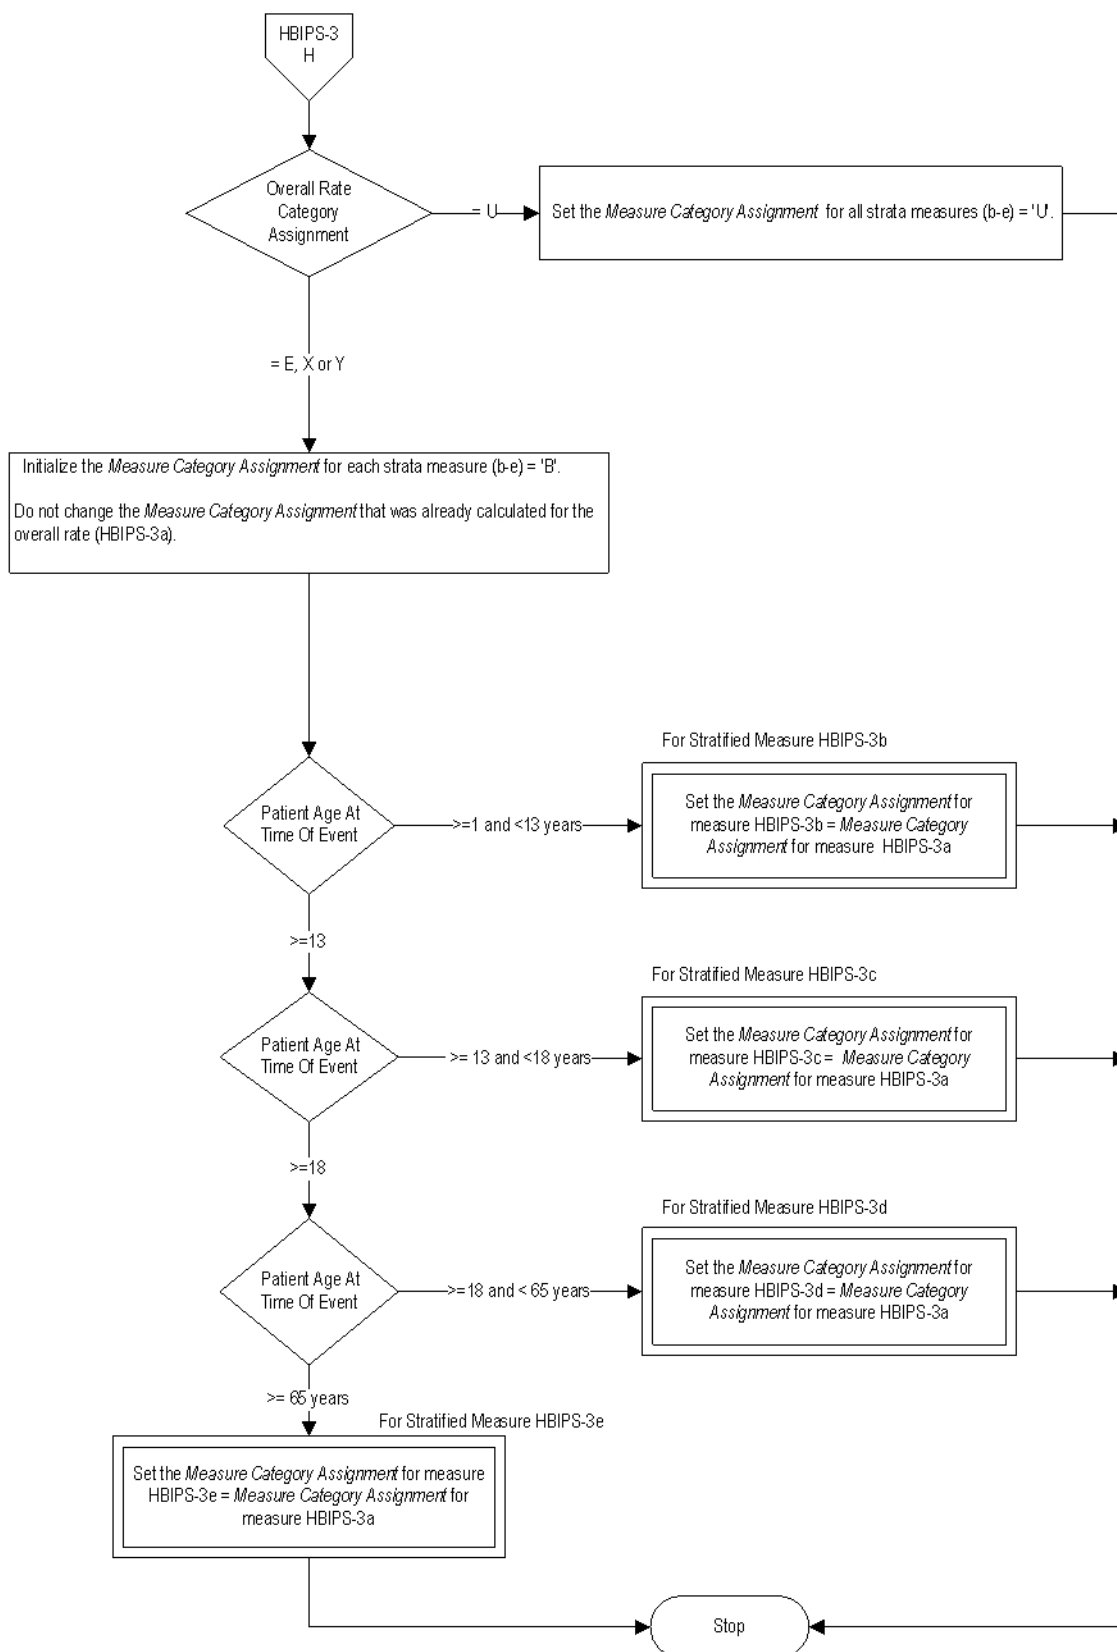 HBIPS-3
H
Overall Rate
Category
Assignment
= U
Set the Measure Category Assignment for all strata measures (b-e) = 'U'.
= E, X or Y
Initialize the Measure Category Assignment for each strata measure (b-e) = 'B'.
Do not change the Measure Category Assignment that was already calculated for the
overall rate (HBIPS-3a).
For Stratified Measure HBIPS-3b
Patient Age At
Time Of Event
>=1 and <13 years
Set the Measure Category Assignment for
measure HBIPS-3b = Measure Category
Assignment for measure HBIPS-3a
>=13
For Stratified Measure HBIPS-3c
Patient Age At
Time Of Event
>= 13 and <18 years
Set the Measure Category Assignment for
measure HBIPS-3c = Measure Category
Assignment for measure HBIPS-3a
>=18
For Stratified Measure HBIPS-3d
Patient Age At
Time Of Event
>=18 and < 65 years
Set the Measure Category Assignment for
measure HBIPS-3d = Measure Category
Assignment for measure HBIPS-3a
>= 65 years
For Stratified Measure HBIPS-3e
Set the Measure Category Assignment for measure
HBIPS-3e = Measure Category Assignment for
measure HBIPS-3a
Stop